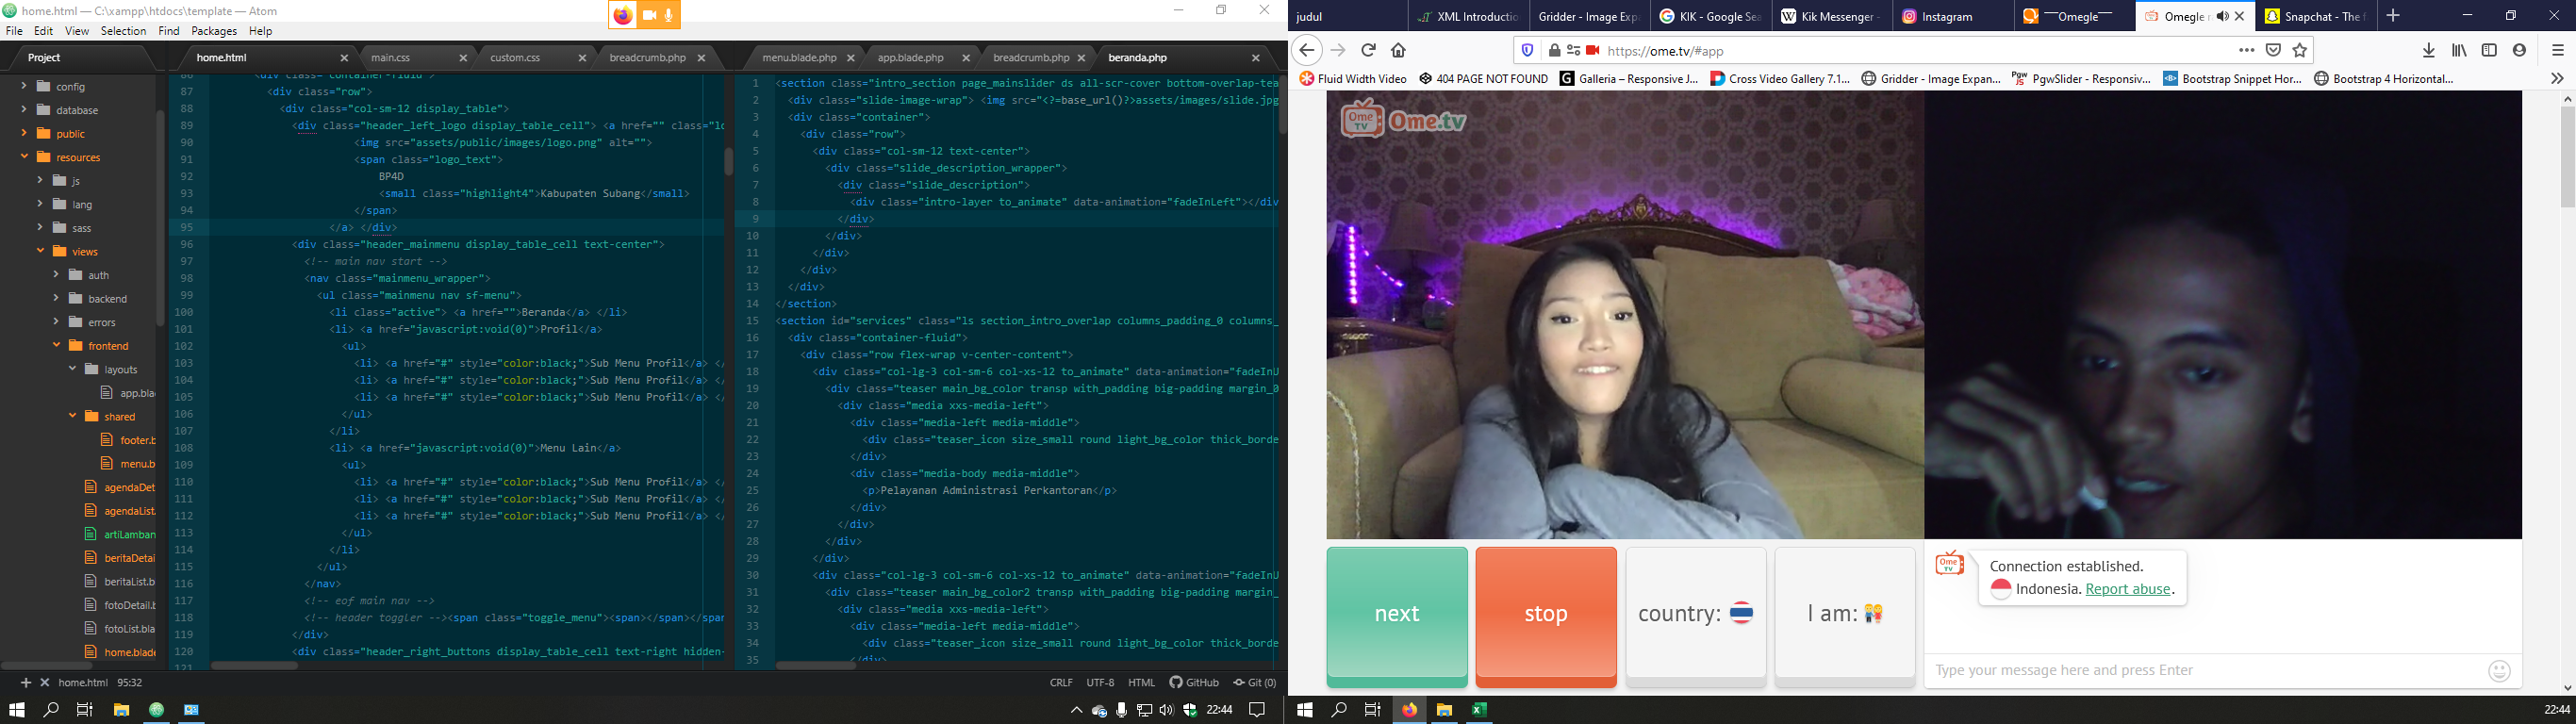 home.html — C:\xampp\htdocs\template — Atom
File Edit View Selection Find Packages Help
Project
config
database
public
resources
js
lang
sass
views
auth
backend
errors
frontend
layouts
app.bla
shared
footer.b
menu.b
agendaDet
agendaList.
artiLamban
beritaDetai
beritaList.b
fotoDetail.b
fotoList.bla
home.blade
home.html main.css custom.css breadcrumb.php
87 <div class="row">
88 <div class="col-sm-12 display_table">
89 <div class="header_left_logo display_table_cell"> <a href="" class="lo
90 <img src="assets/public/images/logo.png" alt="">
91 <span class="logo_text">
92 BP4D
93 <small class="highlight4">Kabupaten Subang</small>
94 </span>
95 </a> </div>
96 <div class="header_mainmenu display_table_cell text-center">
97 <!-- main nav start -->
98 <nav class="mainmenu_wrapper">
99 <ul class="mainmenu nav sf-menu">
100 <li class="active"> <a href="">Beranda</a> </li>
101 <li> <a href="javascript:void(0)">Profil</a>
102 <ul>
103 <li> <a href="#" style="color:black;">Sub Menu Profil</a> </
104 <li> <a href="#" style="color:black;">Sub Menu Profil</a> </
105 <li> <a href="#" style="color:black;">Sub Menu Profil</a> </
106 </ul>
107 </li>
108 <li> <a href="javascript:void(0)">Menu Lain</a>
109 <ul>
110 <li> <a href="#" style="color:black;">Sub Menu Profil</a> </
111 <li> <a href="#" style="color:black;">Sub Menu Profil</a> </
112 <li> <a href="#" style="color:black;">Sub Menu Profil</a> </
113 </ul>
114 </li>
115 </ul>
116 </nav>
117 <!-- eof main nav -->
118 <!-- header toggler --><span class="toggle_menu"><span></span></span>
119 </div>
120 <div class="header_right_buttons display_table_cell text-right hidden-
121
menu.blade.php app.blade.php breadcrumb.php beranda.php
1 <section class="intro_section page_mainslider ds all-scr-cover bottom-overlap-tea
2 <div class="slide-image-wrap"> <img src="<?=base_url()?>assets/images/slide.jpg
3 <div class="container">
4 <div class="row">
5 <div class="col-sm-12 text-center">
6 <div class="slide_description_wrapper">
7 <div class="slide_description">
8 <div class="intro-layer to_animate" data-animation="fadeInLeft"></div
9 </div>
10 </div>
11 </div>
12 </div>
13 </div>
14 </section>
15 <section id="services" class="ls section_intro_overlap columns_padding_0 columns_
16 <div class="container-fluid">
17 <div class="row flex-wrap v-center-content">
18 <div class="col-lg-3 col-sm-6 col-xs-12 to_animate" data-animation="fadeInU
19 <div class="teaser main_bg_color transp with_padding big-padding margin_0
20 <div class="media xxs-media-left">
21 <div class="media-left media-middle">
22 <div class="teaser_icon size_small round light_bg_color thick_borde
23 </div>
24 <div class="media-body media-middle">
25 <p>Pelayanan Administrasi Perkantoran</p>
26 </div>
27 </div>
28 </div>
29 </div>
30 <div class="col-lg-3 col-sm-6 col-xs-12 to_animate" data-animation="fadeInU
31 <div class="teaser main_bg_color2 transp with_padding big-padding margin_
32 <div class="media xxs-media-left">
33 <div class="media-left media-middle">
34 <div class="teaser_icon size_small round light_bg_color thick_borde
35 </div>
home.html 95:32 CRLF UTF-8 HTML GitHub Git (0)
22:44
judul XML Introductio Gridder - Image Expa KIK - Google Sea Kik Messenger - Instagram Omegle Omegle r Snapchat - The f
https://ome.tv/#app
Fluid Width Video 404 PAGE NOT FOUND Galleria – Responsive J... Cross Video Gallery 7.1... Gridder - Image Expan... PgwSlider - Responsiv... Bootstrap Snippet Hor... Bootstrap 4 Horizontal...
Ome TV Ome.tv
next stop country: I am:
Connection established.
Indonesia. Report abuse.
Type your message here and press Enter
22:44